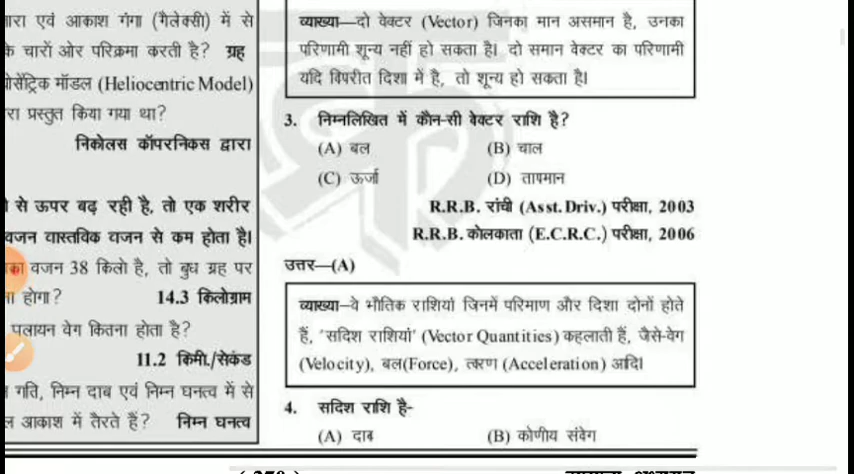 तारा एवं आकाश गंगा (गैलेक्सी) में से
के चारों ओर परिक्रमा करती है? ग्रह
सेंट्रिक मॉडल (Heliocentric Model)
प्रस्तुत किया गया था?
निकोलस कॉपरनिकस द्वारा
से ऊपर बढ़ रही है, तो एक शरीर
वजन वास्तविक वजन से कम होता है।
का वजन 38 किलो है, तो बुध ग्रह पर
होगा?
14.3 किलोग्राम
पलायन वेग कितना होता है?
11.2 किमी./सेकंड
गति, निम्न दाब एवं निम्न घनत्व में से
आकाश में तैरते हैं? निम्न घनत्व
व्याख्या—दो वेक्टर (Vector) जिनका मान असमान है, उनका
परिणामी शून्य नहीं हो सकता है। दो समान वेक्टर का परिणामी
यदि विपरीत दिशा में है, तो शून्य हो सकता है।
3. निम्नलिखित में कौन-सी वेक्टर राशि है?
(A) बल (B) चाल
(C) ऊर्जा (D) तापमान
R.R.B. रांची (Asst. Driv.) परीक्षा, 2003
R.R.B. कोलकाता (E.C.R.C.) परीक्षा, 2006
उत्तर—(A)
व्याख्या–वे भौतिक राशियां जिनमें परिमाण और दिशा दोनों होते
हैं, 'सदिश राशियां' (Vector Quantities) कहलाती हैं, जैसे-वेग
(Velocity), बल(Force), त्वरण (Acceleration) आदि।
4. सदिश राशि है-
(A) दाब (B) कोणीय संवेग